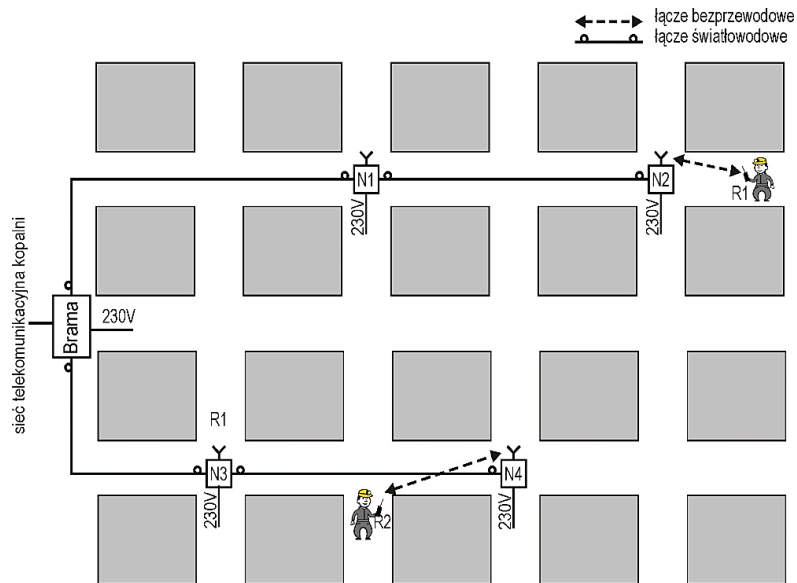 łącze bezprzewodowe
łącze światłowodowe
N1
N2
R1
230V
230V
sieć telekomunikacyjna kopalni
Brama
230V
R1
N3
N4
230V
R2
230V